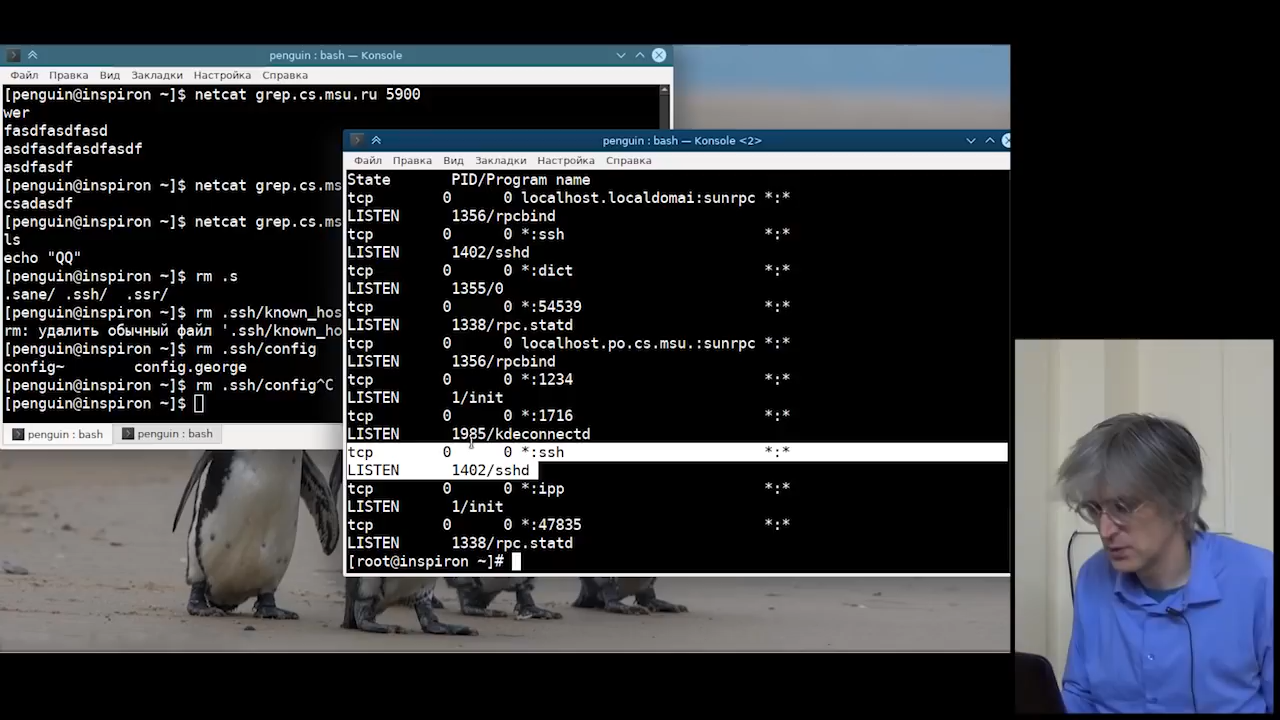 penguin : bash — Konsole
Файл Правка Вид Закладки Настройка Справка
[penguin@inspiron ~]$ netcat grep.cs.msu.ru 5900
wer
fasdfasdfasd
asdfasdfasdfasdf
asdfasdf
[penguin@inspiron ~]$ netcat grep.cs.ms
csadasdf
[penguin@inspiron ~]$ netcat grep.cs.ms
ls
echo "QQ"
[penguin@inspiron ~]$ rm .s
.sane/ .ssh/ .ssr/
[penguin@inspiron ~]$ rm .ssh/known_hos
rm: удалить обычный файл '.ssh/known_ho
[penguin@inspiron ~]$ rm .ssh/config
config~ config.george
[penguin@inspiron ~]$ rm .ssh/config^C
[penguin@inspiron ~]$
penguin : bash
penguin : bash
penguin : bash — Konsole <2>
Файл Правка Вид Закладки Настройка Справка
State PID/Program name
tcp 0 0 localhost.localdomai:sunrpc *:*
LISTEN 1356/rpcbind
tcp 0 0 *:ssh *:*
LISTEN 1402/sshd
tcp 0 0 *:dict *:*
LISTEN 1355/0
tcp 0 0 *:54539 *:*
LISTEN 1338/rpc.statd
tcp 0 0 localhost.po.cs.msu.:sunrpc *:*
LISTEN 1356/rpcbind
tcp 0 0 *:1234 *:*
LISTEN 1/init
tcp 0 0 *:1716 *:*
LISTEN 1985/kdeconnectd
tcp 0 0 *:ssh *:*
LISTEN 1402/sshd
tcp 0 0 *:ipp *:*
LISTEN 1/init
tcp 0 0 *:47835 *:*
LISTEN 1338/rpc.statd
[root@inspiron ~]#